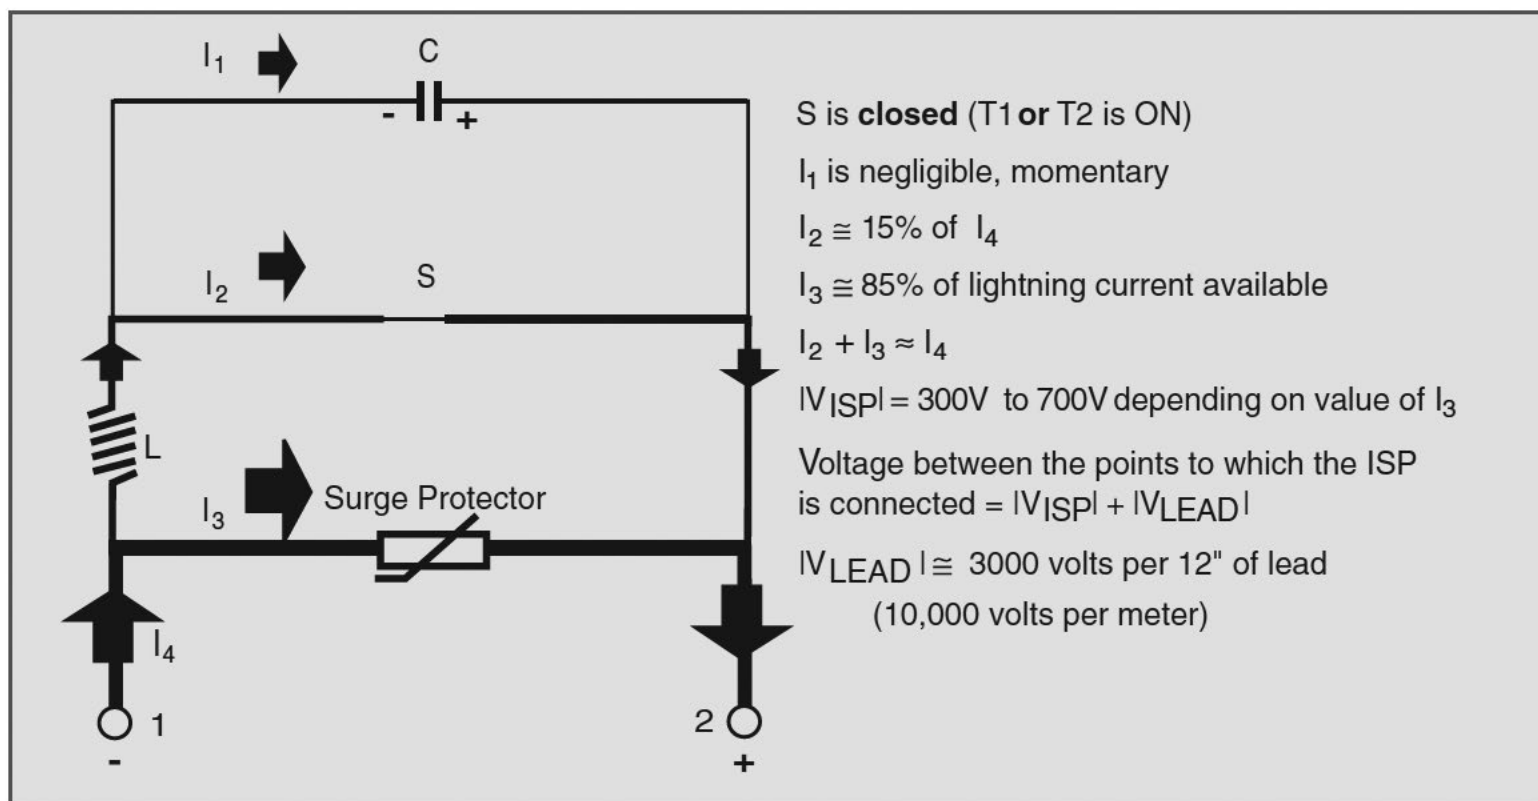 I1
C
- +
S is closed (T1 or T2 is ON)
I1 is negligible, momentary
I2 ≅ 15% of I4
I2
S
I3 ≅ 85% of lightning current available
I2 + I3 ≈ I4
|VISP| = 300V to 700V depending on value of I3
L
Voltage between the points to which the ISP
is connected = |VISP| + |VLEAD|
I3
Surge Protector
|VLEAD| ≅ 3000 volts per 12" of lead
(10,000 volts per meter)
I4
1
2
-
+